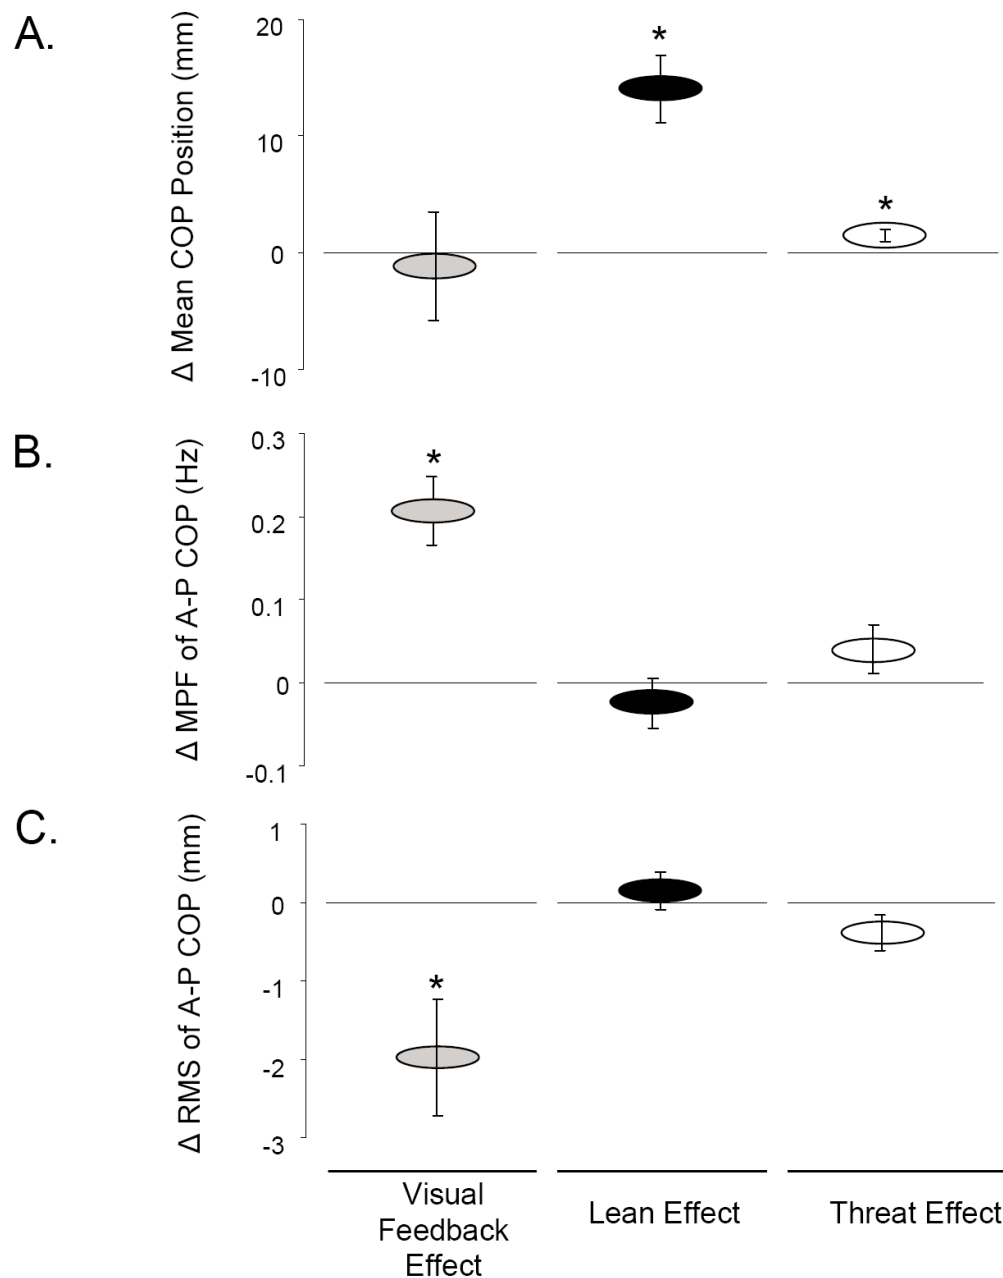 A.
Δ Mean COP Position (mm)
20
*
10
*
0
-10
B.
Δ MPF of A-P COP (Hz)
0.3
*
0.2
0.1
0
-0.1
C.
Δ RMS of A-P COP (mm)
1
0
-1
*
-2
-3
Visual
Feedback
Effect
Lean Effect
Threat Effect